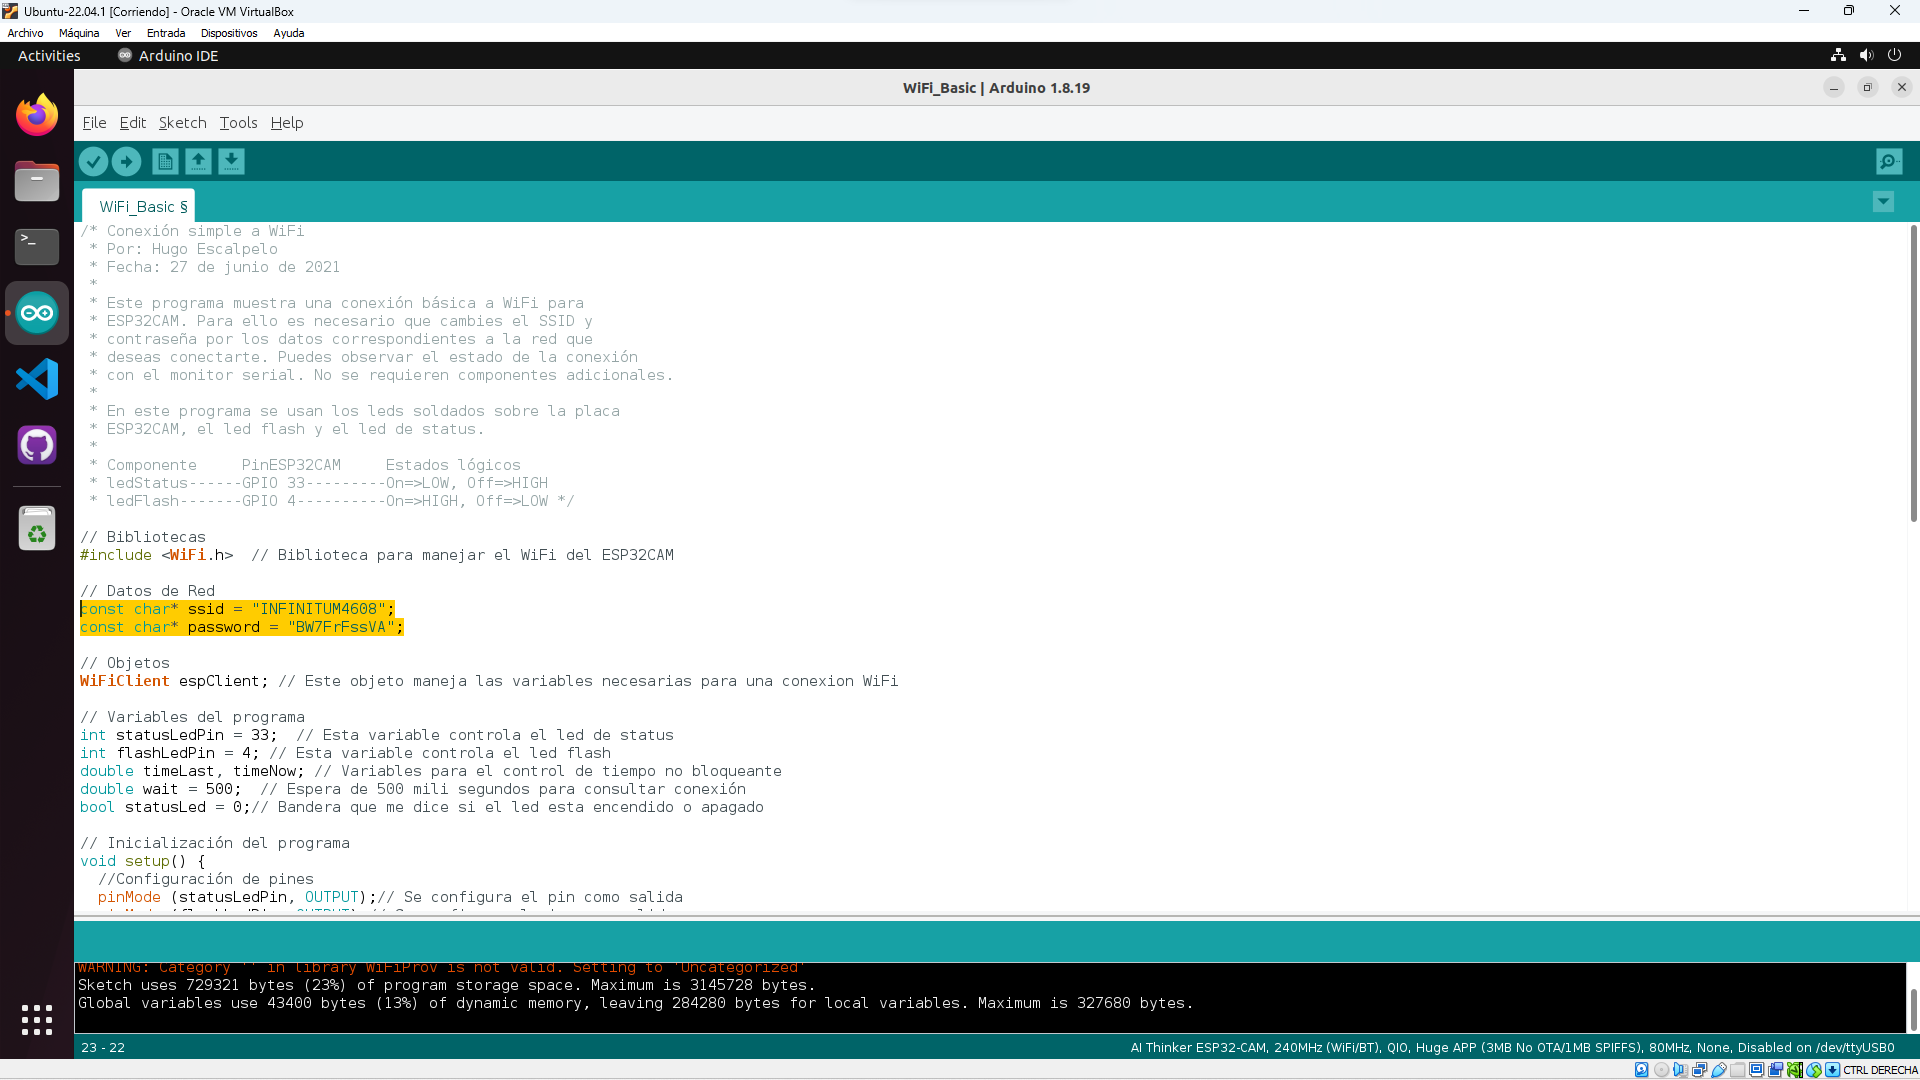 Ubuntu-22.04.1 [Corriendo] - Oracle VM VirtualBox
Archivo Máquina Ver Entrada Dispositivos Ayuda
Activities Arduino IDE
WiFi_Basic | Arduino 1.8.19
File Edit Sketch Tools Help
WiFi_Basic §
/* Conexión simple a WiFi
* Por: Hugo Escalpelo
* Fecha: 27 de junio de 2021
*
* Este programa muestra una conexión básica a WiFi para
* ESP32CAM. Para ello es necesario que cambies el SSID y
* contraseña por los datos correspondientes a la red que
* deseas conectarte. Puedes observar el estado de la conexión
* con el monitor serial. No se requieren componentes adicionales.
*
* En este programa se usan los leds soldados sobre la placa
* ESP32CAM, el led flash y el led de status.
*
* Componente     PinESP32CAM     Estados lógicos
* ledStatus------GPIO 33---------On=>LOW, Off=>HIGH
* ledFlash-------GPIO 4----------On=>HIGH, Off=>LOW */
// Bibliotecas
#include <WiFi.h>  // Biblioteca para manejar el WiFi del ESP32CAM
// Datos de Red
const char* ssid = "INFINITUM4608";
const char* password = "BW7FrFssVA";
// Objetos
WiFiClient espClient; // Este objeto maneja las variables necesarias para una conexion WiFi
// Variables del programa
int statusLedPin = 33;  // Esta variable controla el led de status
int flashLedPin = 4; // Esta variable controla el led flash
double timeLast, timeNow; // Variables para el control de tiempo no bloqueante
double wait = 500;  // Espera de 500 mili segundos para consultar conexión
bool statusLed = 0;// Bandera que me dice si el led esta encendido o apagado
// Inicialización del programa
void setup() {
//Configuración de pines
pinMode (statusLedPin, OUTPUT);// Se configura el pin como salida
WARNING: Category '' in library WiFiProv is not valid. Setting to 'Uncategorized'
Sketch uses 729321 bytes (23%) of program storage space. Maximum is 3145728 bytes.
Global variables use 43400 bytes (13%) of dynamic memory, leaving 284280 bytes for local variables. Maximum is 327680 bytes.
23 - 22
AI Thinker ESP32-CAM, 240MHz (WiFi/BT), QIO, Huge APP (3MB No OTA/1MB SPIFFS), 80MHz, None, Disabled on /dev/ttyUSB0
CTRL DERECHA